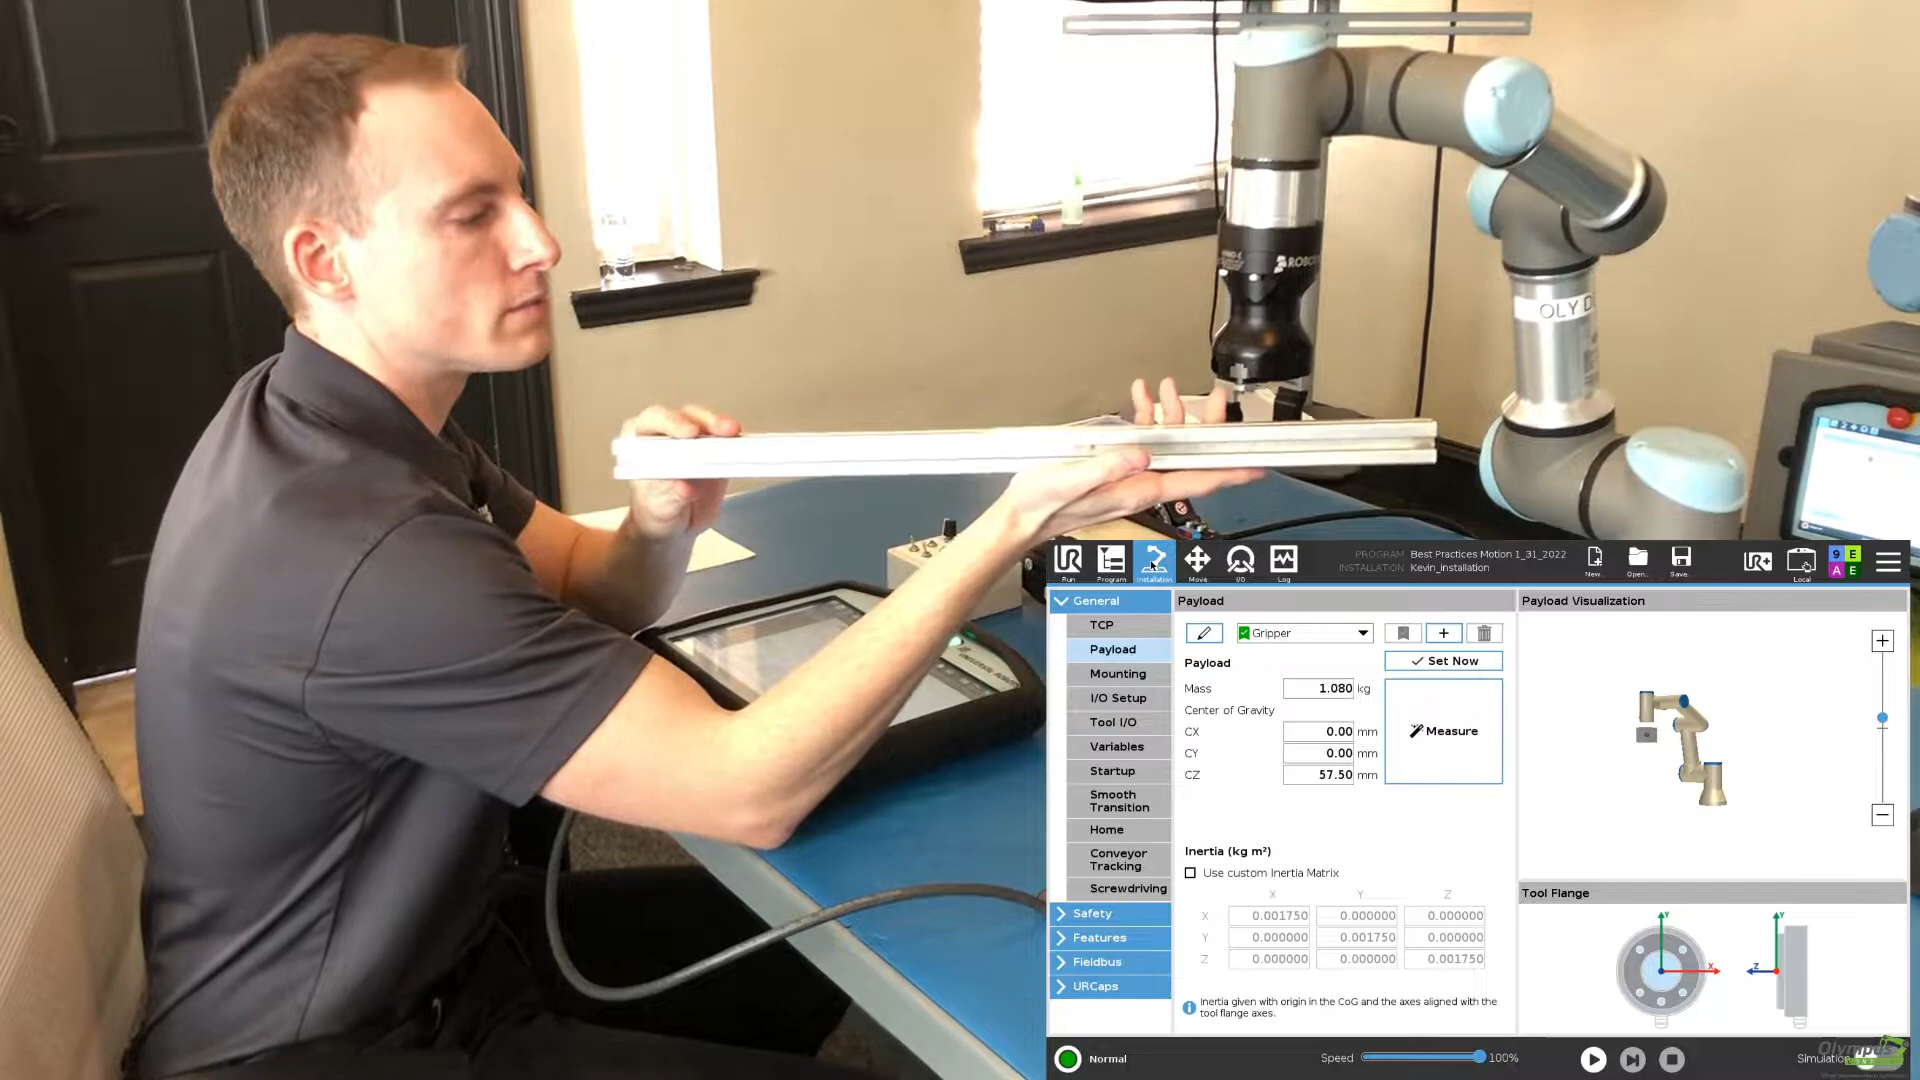 OLY D
UR
Run
Program
Installation
Move
I/O
Log
PROGRAM Best Practices Motion 1_31_2022
INSTALLATION Kevin_installation
New...
Open...
Save...
UR+
Local
9 E
A E
General
TCP
Payload
Mounting
I/O Setup
Tool I/O
Variables
Startup
Smooth
Transition
Home
Conveyor
Tracking
Screwdriving
Safety
Features
Fieldbus
URCaps
Payload
Gripper
Set Now
Payload
Mass 1.080 kg
Center of Gravity
CX 0.00 mm
CY 0.00 mm
CZ 57.50 mm
Measure
Inertia (kg m²)
Use custom Inertia Matrix
X Y Z
X 0.001750 0.000000 0.000000
Y 0.000000 0.001750 0.000000
Z 0.000000 0.000000 0.001750
Inertia given with origin in the CoG and the axes aligned with the
tool flange axes.
Payload Visualization
Tool Flange
Y
X
Y
Z
Normal
Speed 100%
Simulation